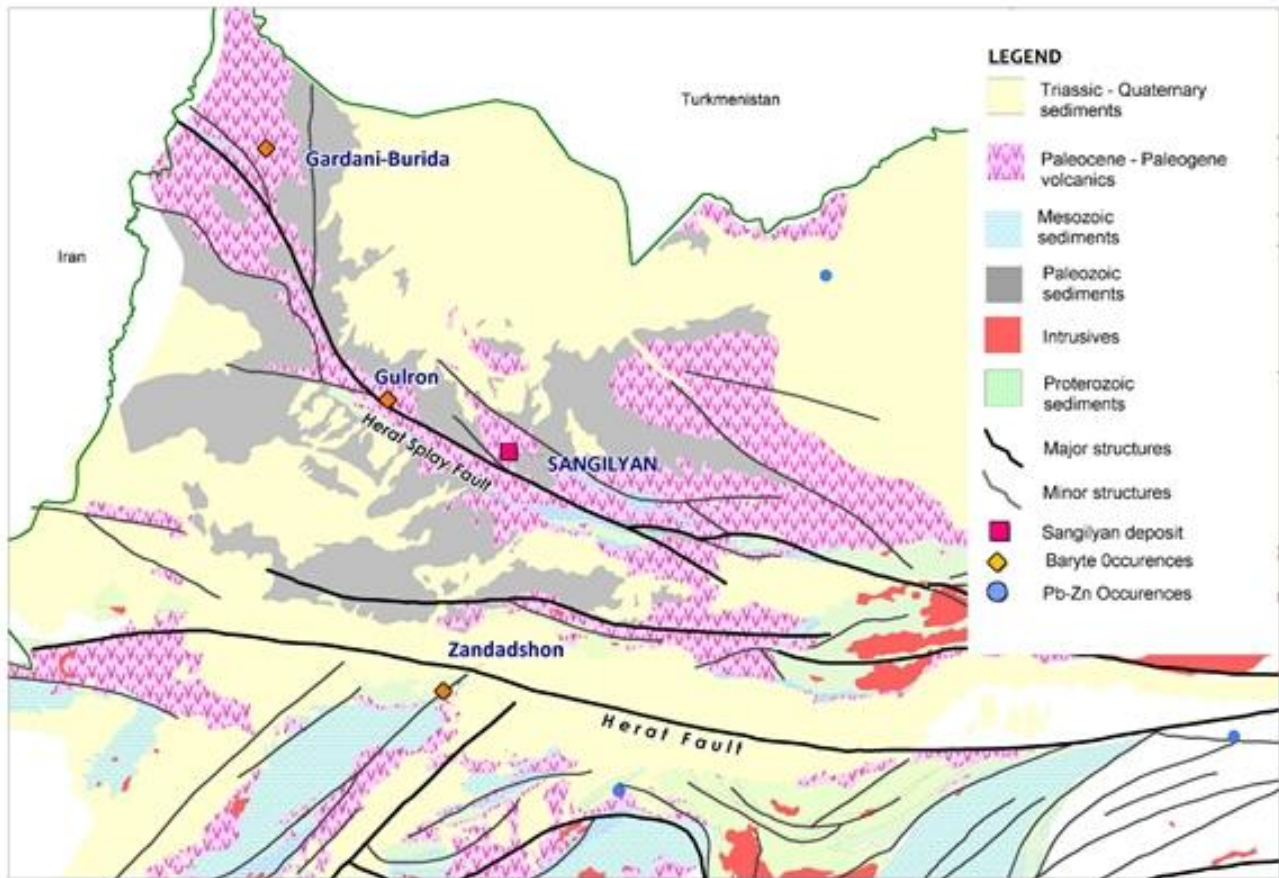 Turkmenistan
Iran
Gardani-Burida
Gulron
Herat Splay Fault
SANGILYAN
Zandadshon
Herat Fault
LEGEND
Triassic - Quaternary
sediments
Paleocene - Paleogene
volcanics
Mesozoic
sediments
Paleozoic
sediments
Intrusives
Proterozoic
sediments
Major structures
Minor structures
Sangilyan deposit
Baryte 0ccurences
Pb-Zn Occurences